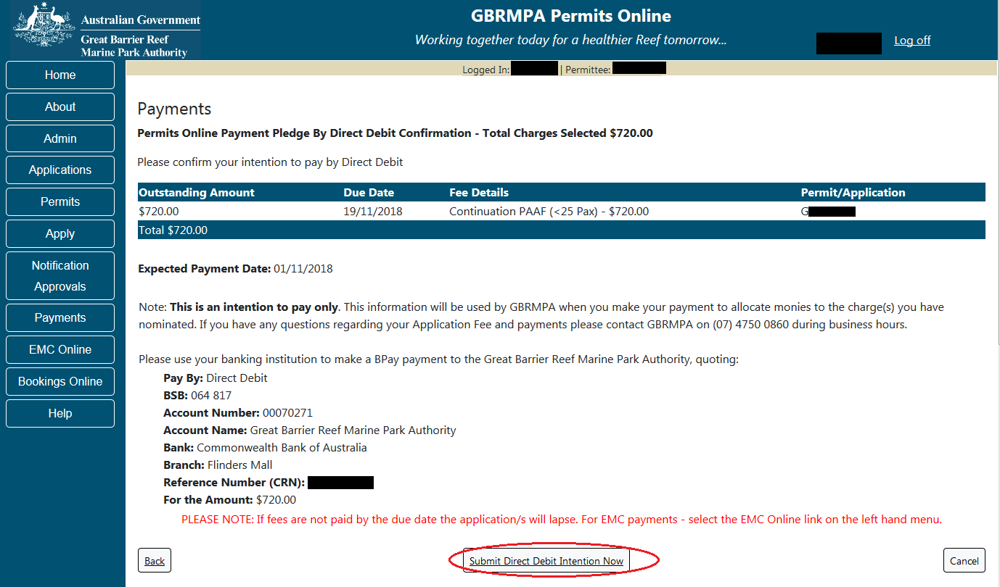 Australian Government
Great Barrier Reef
Marine Park Authority
GBRMPA Permits Online
Working together today for a healthier Reef tomorrow...
Log off
Home
About
Admin
Applications
Permits
Apply
Notification
Approvals
Payments
EMC Online
Bookings Online
Help
Logged In: | Permittee:
Payments
Permits Online Payment Pledge By Direct Debit Confirmation - Total Charges Selected $720.00
Please confirm your intention to pay by Direct Debit
Outstanding Amount Due Date Fee Details Permit/Application
$720.00 19/11/2018 Continuation PAAF (<25 Pax) - $720.00 G
Total $720.00
Expected Payment Date: 01/11/2018
Note: This is an intention to pay only. This information will be used by GBRMPA when you make your payment to allocate monies to the charge(s) you have
nominated. If you have any questions regarding your Application Fee and payments please contact GBRMPA on (07) 4750 0860 during business hours.
Please use your banking institution to make a BPay payment to the Great Barrier Reef Marine Park Authority, quoting:
Pay By: Direct Debit
BSB: 064 817
Account Number: 00070271
Account Name: Great Barrier Reef Marine Park Authority
Bank: Commonwealth Bank of Australia
Branch: Flinders Mall
Reference Number (CRN):
For the Amount: $720.00
PLEASE NOTE: If fees are not paid by the due date the application/s will lapse. For EMC payments - select the EMC Online link on the left hand menu.
Back
Submit Direct Debit Intention Now
Cancel